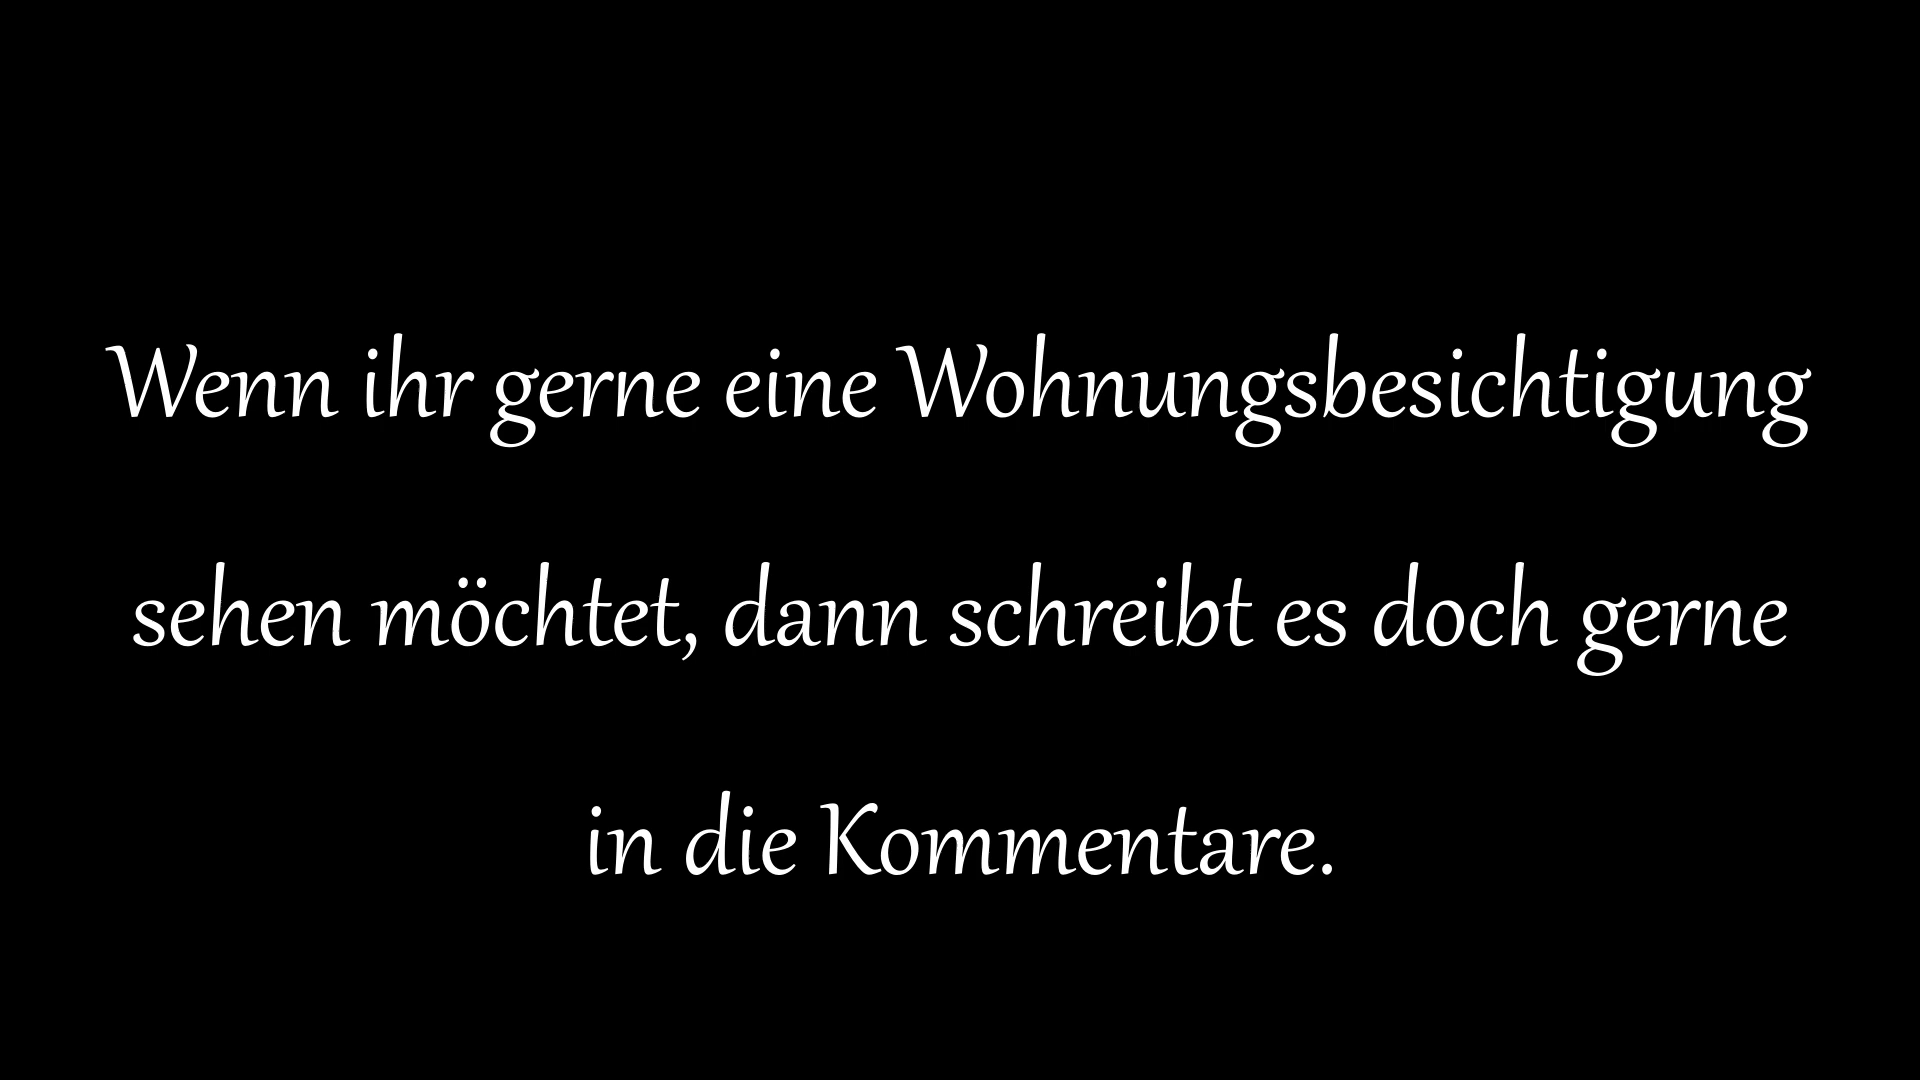 Wenn ihr gerne eine Wohnungsbesichtigung
sehen möchtet, dann schreibt es doch gerne
in die Kommentare.